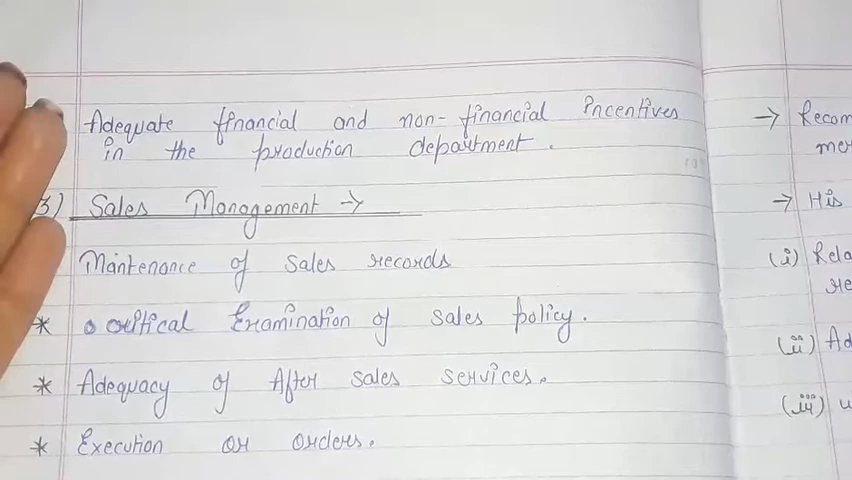 Adequate financial and non-financial incentives
in the production department.
3) Sales Management →
Maintenance of sales records
* critical Examination of sales policy.
* Adequacy of After sales services.
* Execution or orders.
→ Recom
me
→ His
(i) Rela
re
(ii) Ad
(iii) u